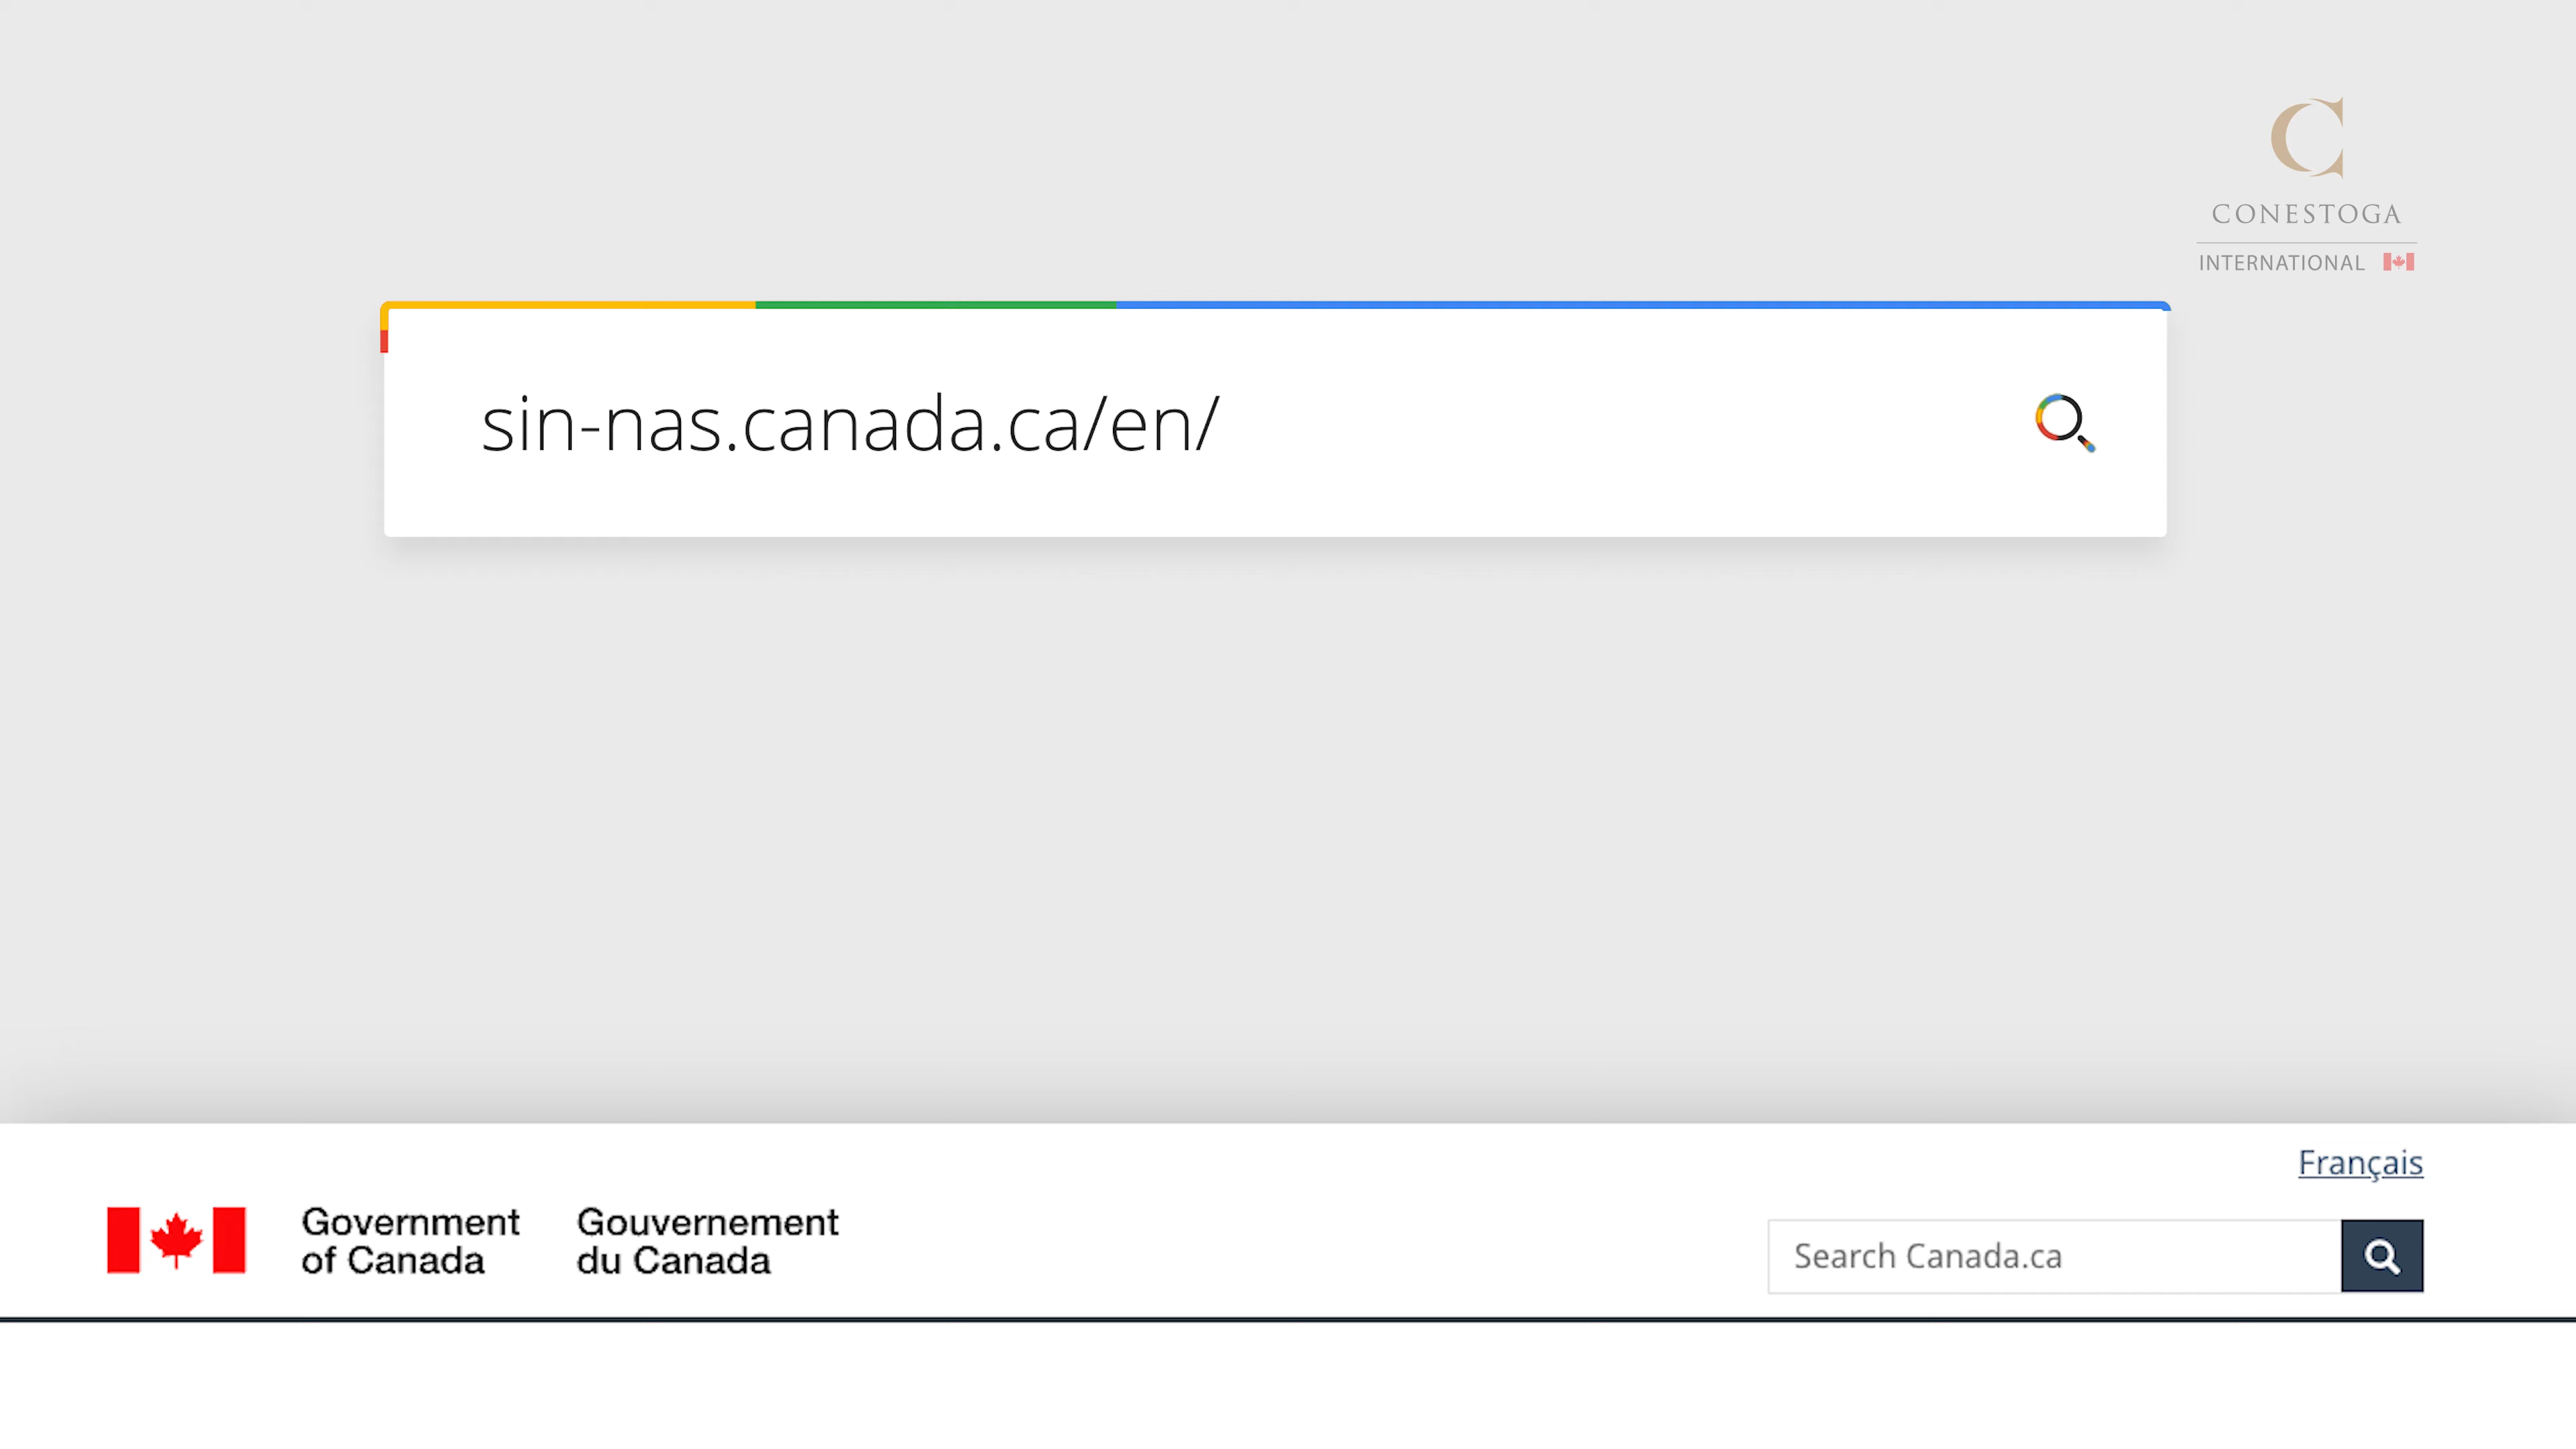 CONESTOGA
INTERNATIONAL
sin-nas.canada.ca/en/
Français
Government of Canada
Gouvernement du Canada
Search Canada.ca